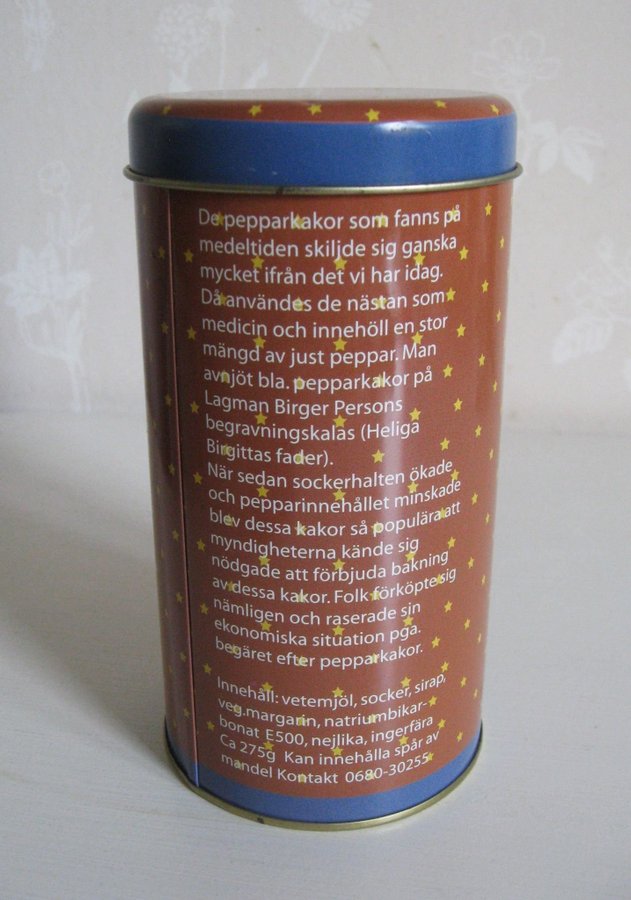 De pepparkakor som fanns på
medeltiden skiljde sig ganska
mycket ifrån det vi har idag.
Då användes de nästan som
medicin och innehöll en stor
mängd av just peppar. Man
avnjöt bla. pepparkakor på
Lagman Birger Persons
begravningskalas (Heliga
Birgittas fader).
När sedan sockerhalten ökade
och pepparinnehållet minskade
blev dessa kakor så populära att
myndigheterna kände sig
nödgade att förbjuda bakning
av dessa kakor. Folk förköpte sig
nämligen och raserade sin
ekonomiska situation pga.
begäret efter pepparkakor.
Innehåll: vetemjöl, socker, sirap,
veg.margarin, natriumbikar-
bonat E500, nejlika, ingerfära
Ca 275g Kan innehålla spår av
mandel Kontakt 0680-30255